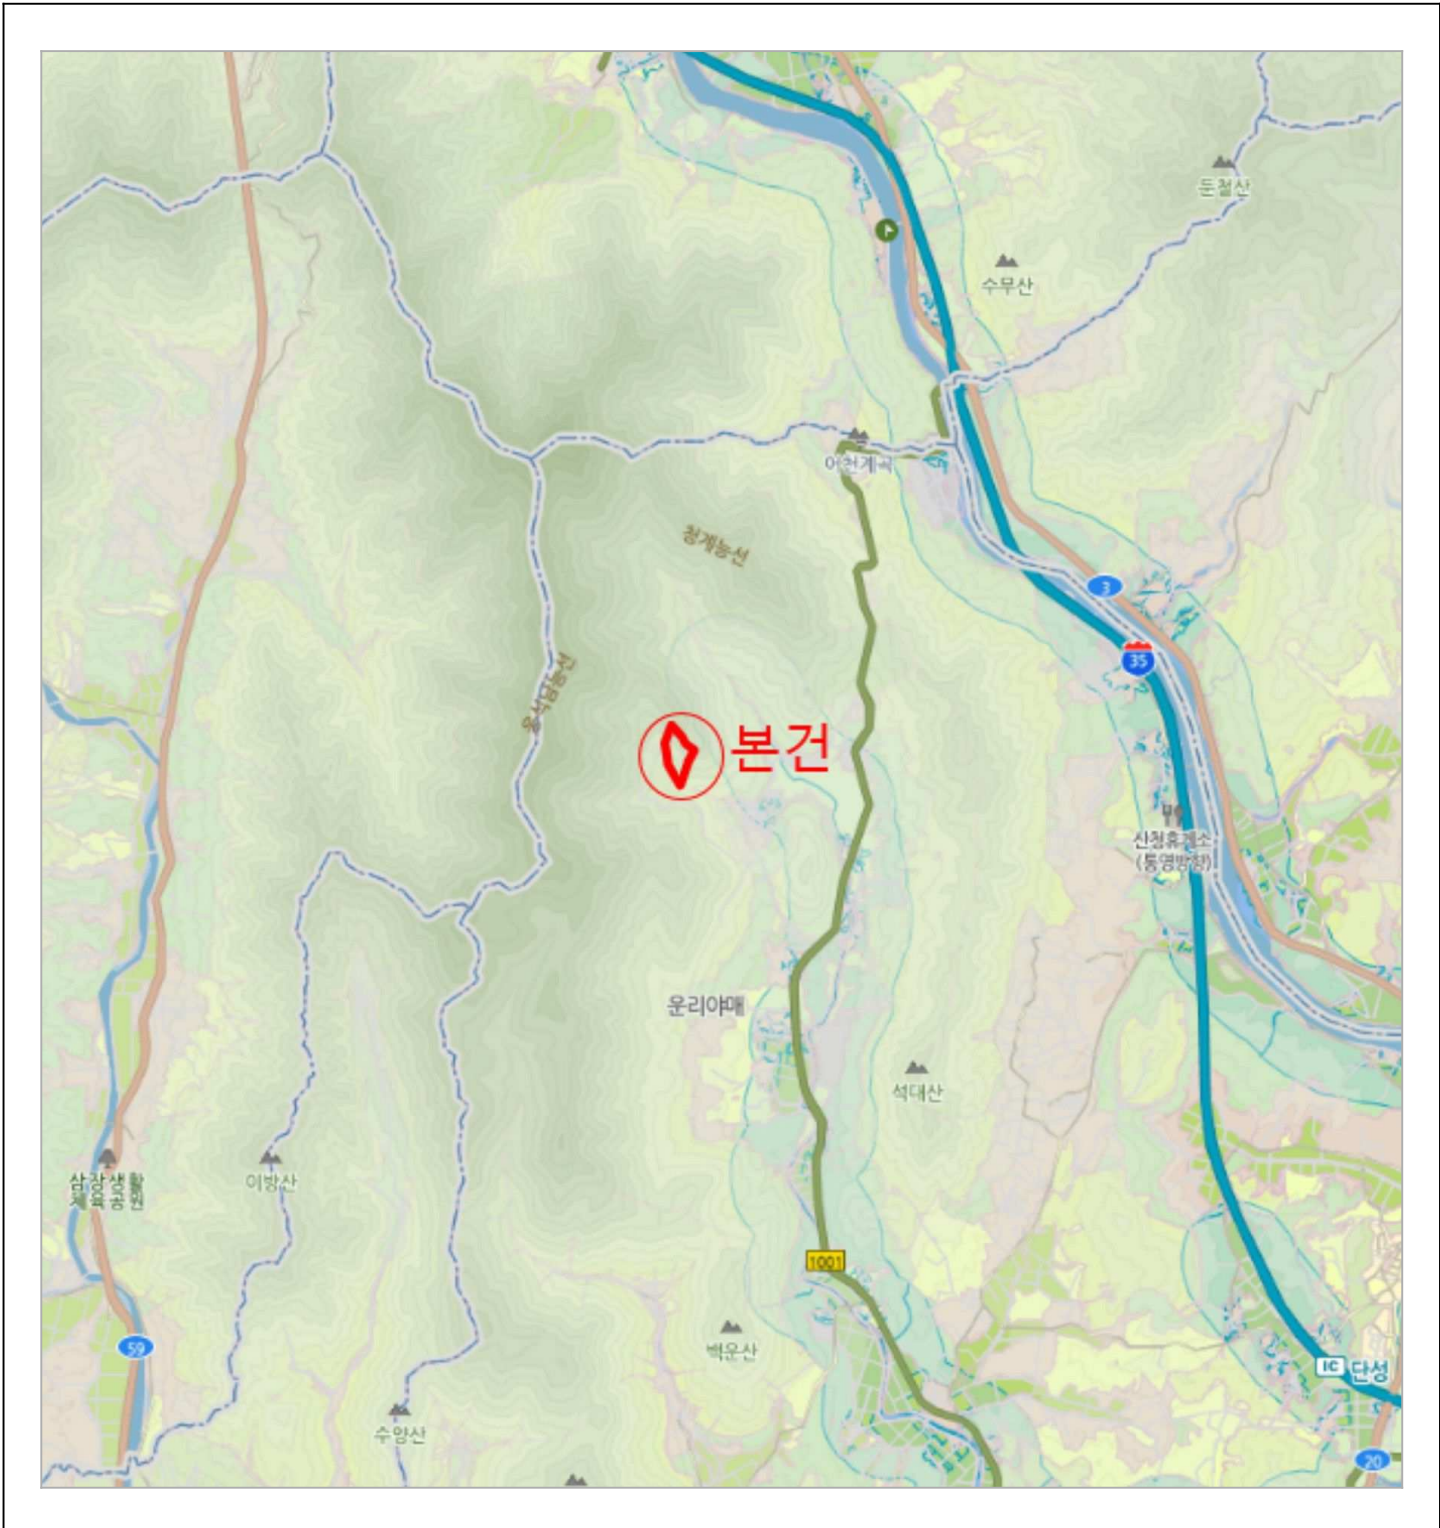 둔철산
수무산
어천계곡
청계능선
3
35
웅석남능선
본건
산청휴게소
(통영방향)
운리야매
석대산
삼장생활
체육공원
이방산
1001
백운산
59
IC 단성
수양산
20